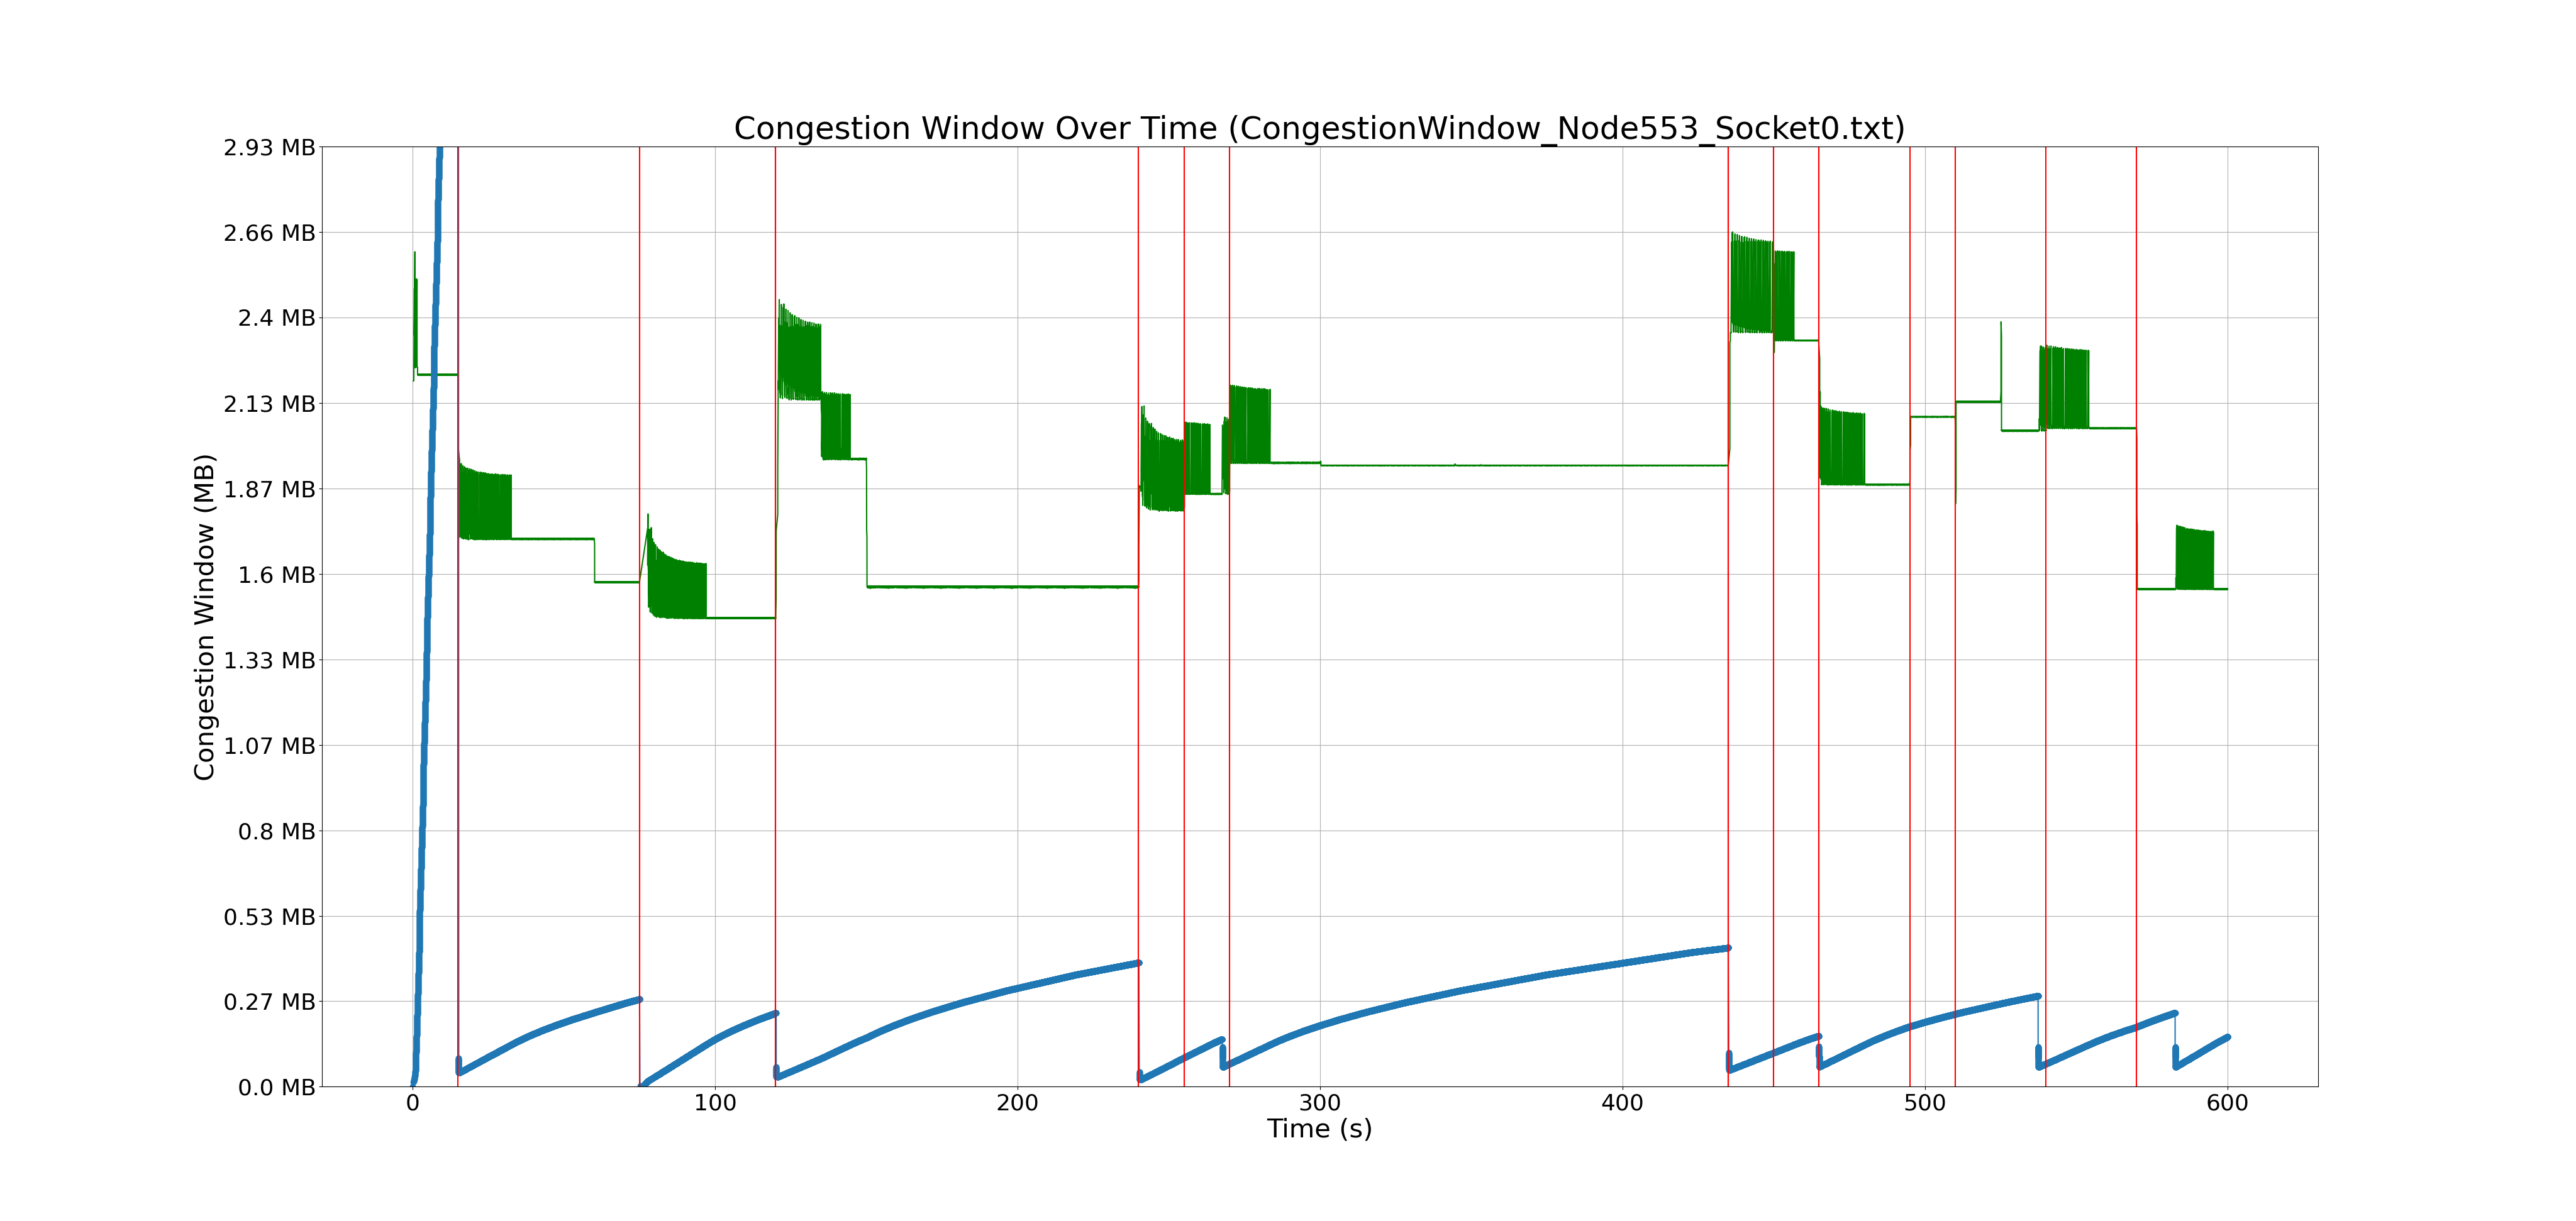 Congestion Window Over Time (CongestionWindow_Node553_Socket0.txt)
Congestion Window (MB)
2.93 MB
2.66 MB
2.4 MB
2.13 MB
1.87 MB
1.6 MB
1.33 MB
1.07 MB
0.8 MB
0.53 MB
0.27 MB
0.0 MB
0 100 200 300 400 500 600
Time (s)